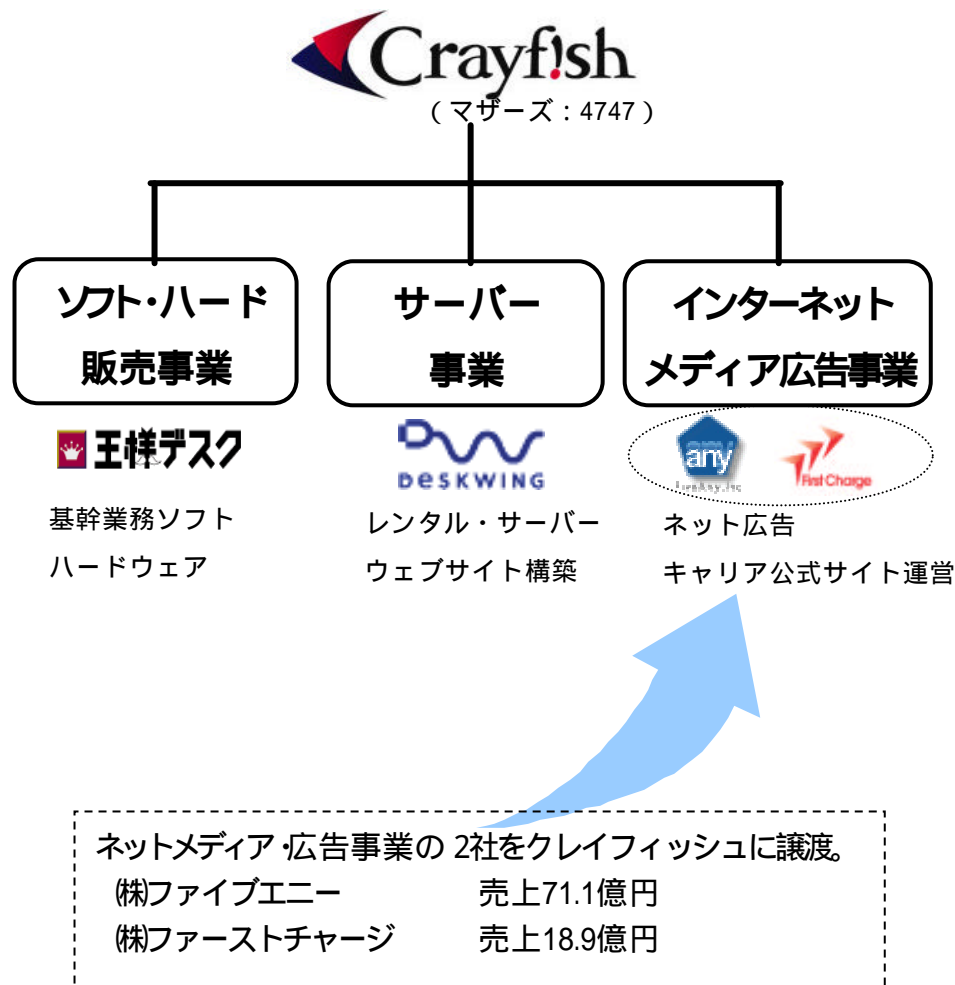 Crayf!sh
(マザーズ：4747)
ソフト・ハード
販売事業
サーバー
事業
インターネット
メディア広告事業
王様デスク
基幹業務ソフト
ハードウェア
DESKWING
レンタル・サーバー
ウェブサイト構築
any
First Charge
ネット広告
キャリア公式サイト運営
ネットメディア・広告事業の 2社をクレイフィッシュに譲渡。
㈱ファイブエニー 売上71.1億円
㈱ファーストチャージ 売上18.9億円